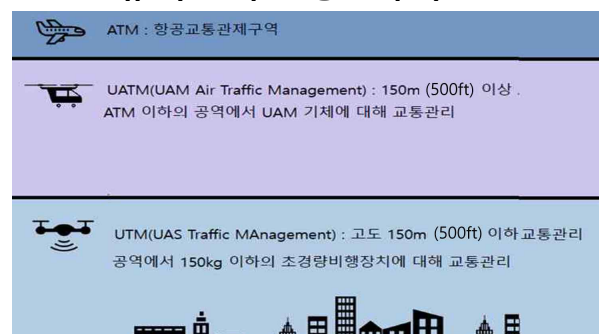 ATM : 항공교통관제구역
UATM(UAM Air Traffic Management) : 150m (500ft) 이상 .
ATM 이하의 공역에서 UAM 기체에 대해 교통관리
UTM(UAS Traffic MAnagement) : 고도 150m (500ft) 이하교통관리
공역에서 150kg 이하의 초경량비행장치에 대해 교통관리